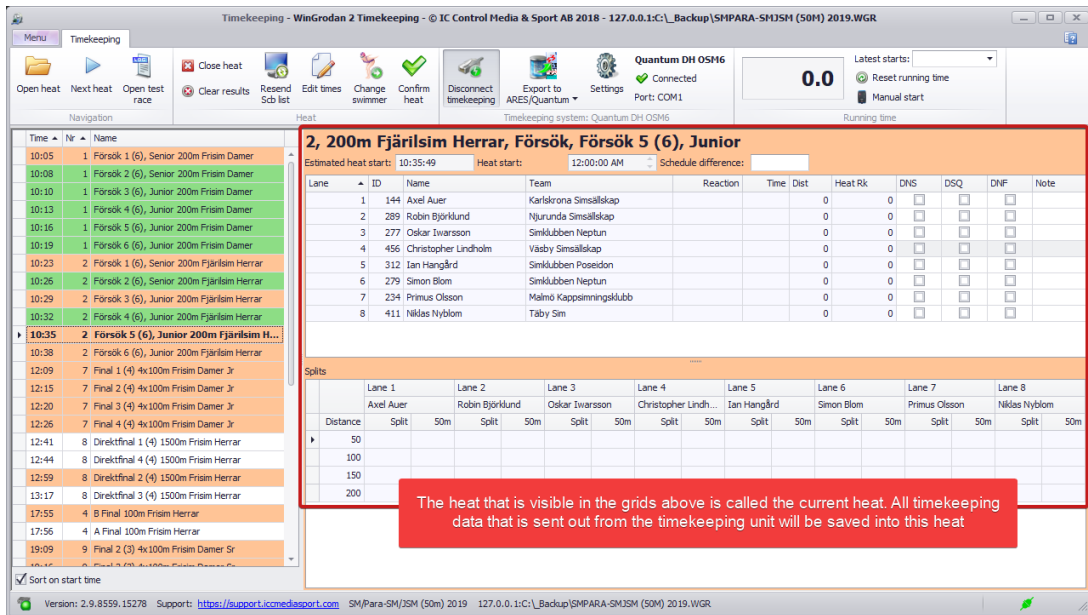 Timekeeping - WinGrodan 2 Timekeeping - © IC Control Media & Sport AB 2018 - 127.0.0.1:C:\_Backup\SMPARA-SMJSM (50M) 2019.WGR
Menu Timekeeping
Open heat Next heat Open test race Close heat Clear results Resend Scb list Edit times Change swimmer Confirm heat Disconnect timekeeping Export to ARES/Quantum Settings Quantum DH OSM6 Connected Port: COM1 0.0 Latest starts: Reset running time Manual start
Navigation Heat Timekeeping system: Quantum DH OSM6 Running time
Time Nr Name
10:05 1 Försök 1 (6), Senior 200m Frisim Damer
10:08 1 Försök 2 (6), Senior 200m Frisim Damer
10:10 1 Försök 3 (6), Junior 200m Frisim Damer
10:13 1 Försök 4 (6), Junior 200m Frisim Damer
10:16 1 Försök 5 (6), Junior 200m Frisim Damer
10:19 1 Försök 6 (6), Junior 200m Frisim Damer
10:23 2 Försök 1 (6), Senior 200m Fjärilsim Herrar
10:26 2 Försök 2 (6), Senior 200m Fjärilsim Herrar
10:29 2 Försök 3 (6), Junior 200m Fjärilsim Herrar
10:32 2 Försök 4 (6), Junior 200m Fjärilsim Herrar
10:35 2 Försök 5 (6), Junior 200m Fjärilsim H...
10:38 2 Försök 6 (6), Junior 200m Fjärilsim Herrar
12:09 7 Final 1 (4) 4x100m Frisim Damer Jr
12:15 7 Final 2 (4) 4x100m Frisim Damer Jr
12:20 7 Final 3 (4) 4x100m Frisim Damer Jr
12:26 7 Final 4 (4) 4x100m Frisim Damer Jr
12:41 8 Direktfinal 1 (4) 1500m Frisim Herrar
12:44 8 Direktfinal 4 (4) 1500m Frisim Herrar
12:59 8 Direktfinal 2 (4) 1500m Frisim Herrar
13:17 8 Direktfinal 3 (4) 1500m Frisim Herrar
17:55 4 B Final 100m Frisim Herrar
17:56 4 A Final 100m Frisim Herrar
19:09 9 Final 2 (3) 4x100m Frisim Damer Sr
Sort on start time
2, 200m Fjärilsim Herrar, Försök, Försök 5 (6), Junior
Estimated heat start: 10:35:49 Heat start: 12:00:00 AM Schedule difference:
Lane ID Name Team Reaction Time Dist Heat Rk DNS DSQ DNF Note
1 144 Axel Auer Karlskrona Simsällskap 0 0
2 289 Robin Björklund Njurunda Simsällskap 0 0
3 277 Oskar Iwarsson Simklubben Neptun 0 0
4 456 Christopher Lindholm Väsby Simsällskap 0 0
5 312 Ian Hangård Simklubben Poseidon 0 0
6 279 Simon Blom Simklubben Neptun 0 0
7 234 Primus Olsson Malmö Kappsimningsklubb 0 0
8 411 Niklas Nyblom Täby Sim 0 0
Splits
Lane 1 Lane 2 Lane 3 Lane 4 Lane 5 Lane 6 Lane 7 Lane 8
Axel Auer Robin Björklund Oskar Iwarsson Christopher Lindh... Ian Hangård Simon Blom Primus Olsson Niklas Nyblom
Distance Split 50m Split 50m Split 50m Split 50m Split 50m Split 50m Split 50m Split 50m
50
100
150
200
The heat that is visible in the grids above is called the current heat. All timekeeping
data that is sent out from the timekeeping unit will be saved into this heat
Version: 2.9.8559.15278 Support: https://support.iccmediasport.com SM/Para-SM/JSM (50m) 2019 127.0.0.1:C:\_Backup\SMPARA-SMJSM (50M) 2019.WGR